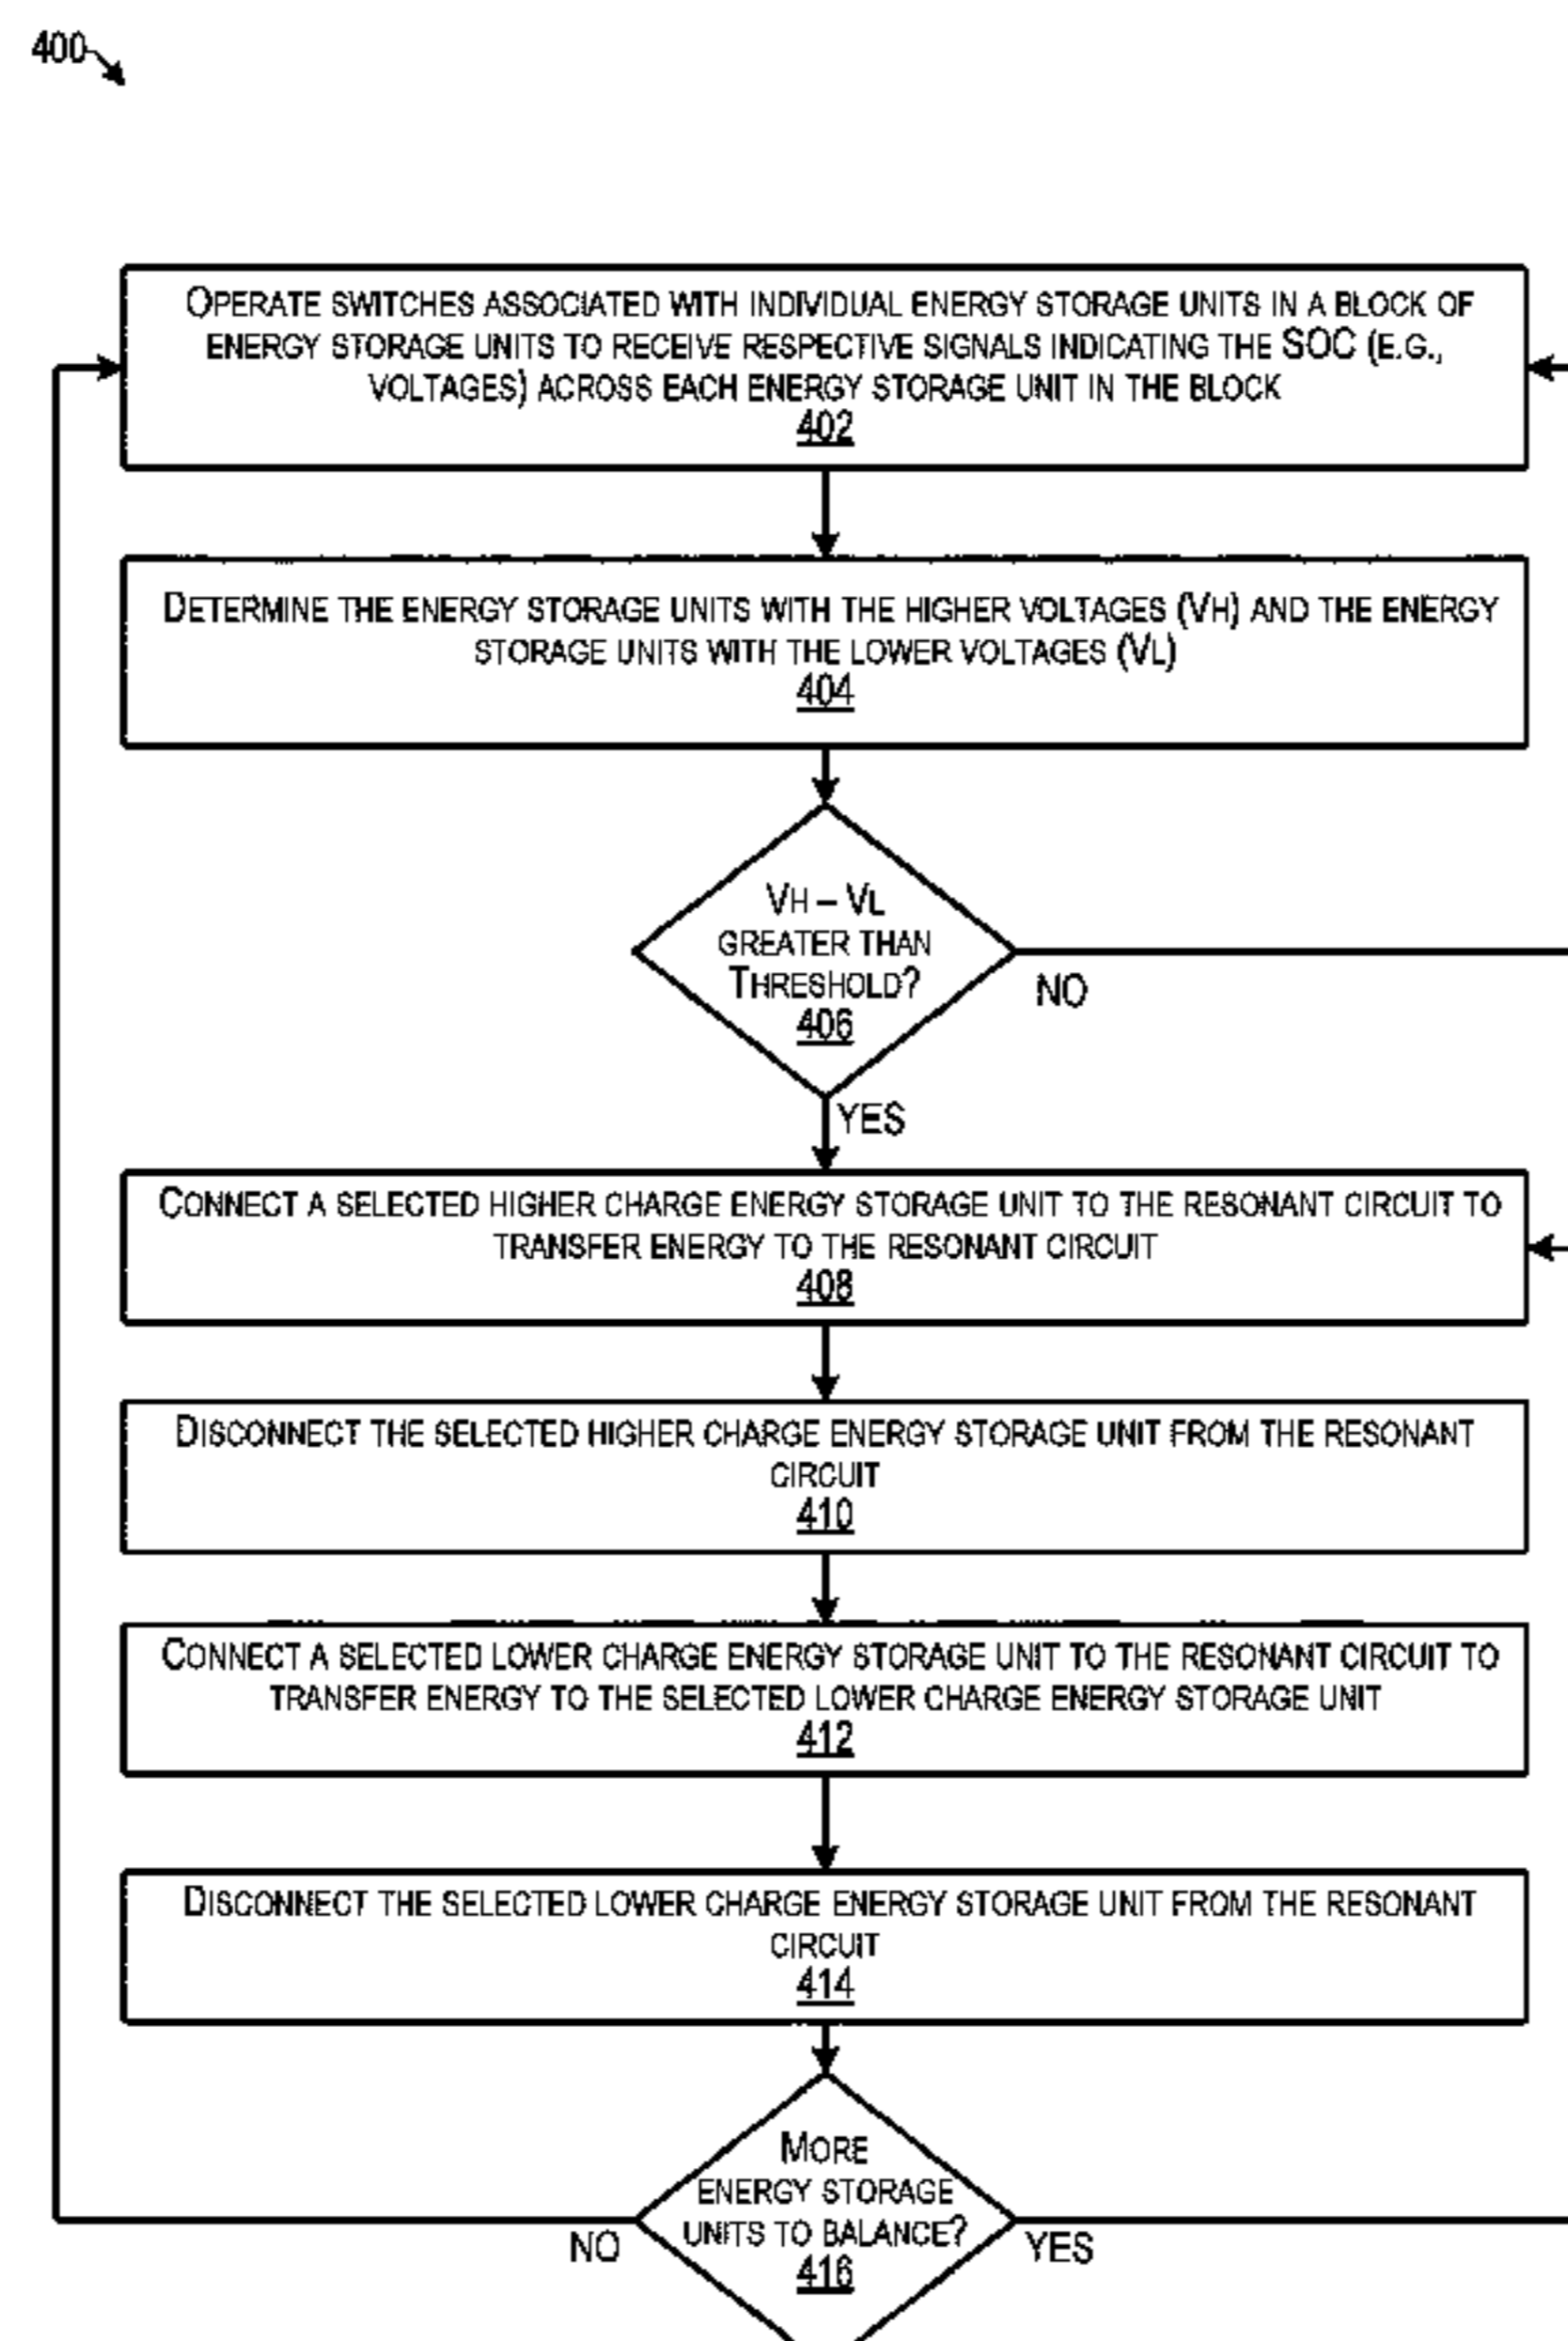 400
OPERATE SWITCHES ASSOCIATED WITH INDIVIDUAL ENERGY STORAGE UNITS IN A BLOCK OF
ENERGY STORAGE UNITS TO RECEIVE RESPECTIVE SIGNALS INDICATING THE SOC (E.G.,
VOLTAGES) ACROSS EACH ENERGY STORAGE UNIT IN THE BLOCK
402
DETERMINE THE ENERGY STORAGE UNITS WITH THE HIGHER VOLTAGES (VH) AND THE ENERGY
STORAGE UNITS WITH THE LOWER VOLTAGES (VL)
404
VH – VL
GREATER THAN
THRESHOLD?
406
NO
YES
CONNECT A SELECTED HIGHER CHARGE ENERGY STORAGE UNIT TO THE RESONANT CIRCUIT TO
TRANSFER ENERGY TO THE RESONANT CIRCUIT
408
DISCONNECT THE SELECTED HIGHER CHARGE ENERGY STORAGE UNIT FROM THE RESONANT
CIRCUIT
410
CONNECT A SELECTED LOWER CHARGE ENERGY STORAGE UNIT TO THE RESONANT CIRCUIT TO
TRANSFER ENERGY TO THE SELECTED LOWER CHARGE ENERGY STORAGE UNIT
412
DISCONNECT THE SELECTED LOWER CHARGE ENERGY STORAGE UNIT FROM THE RESONANT
CIRCUIT
414
MORE
ENERGY STORAGE
UNITS TO BALANCE?
416
NO
YES